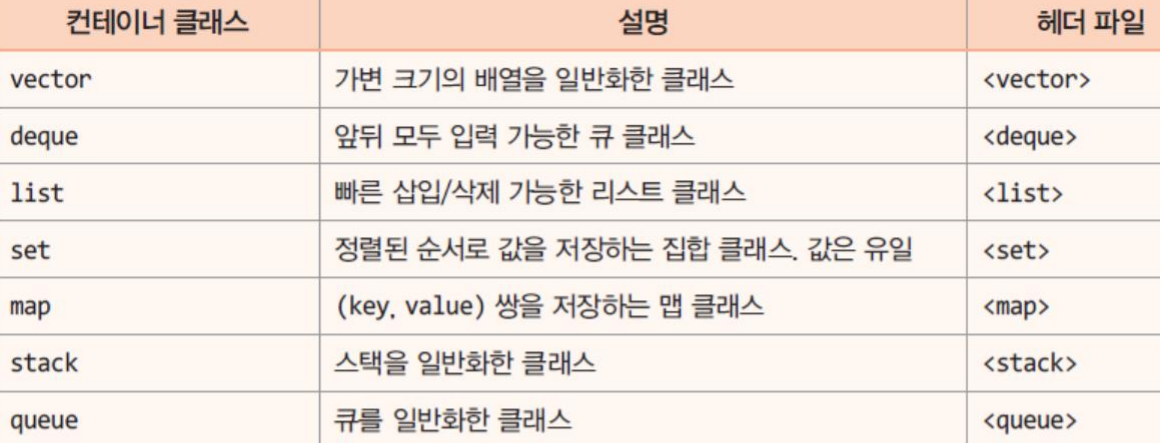 컨테이너 클래스 설명 헤더 파일
vector 가변 크기의 배열을 일반화한 클래스 <vector>
deque 앞뒤 모두 입력 가능한 큐 클래스 <deque>
list 빠른 삽입/삭제 가능한 리스트 클래스 <list>
set 정렬된 순서로 값을 저장하는 집합 클래스. 값은 유일 <set>
map (key, value) 쌍을 저장하는 맵 클래스 <map>
stack 스택을 일반화한 클래스 <stack>
queue 큐를 일반화한 클래스 <queue>